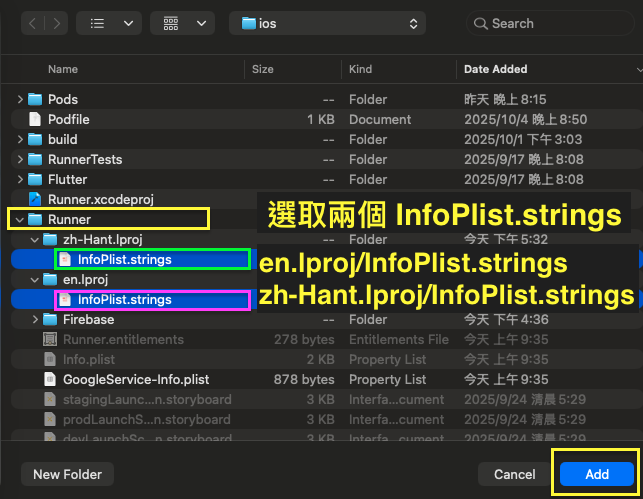 ios
Search
Name Size Kind Date Added
Pods -- Folder 昨天 晚上 8:15
Podfile 1 KB Document 2025/10/4 晚上 8:50
build -- Folder 2025/10/1 下午 3:03
RunnerTests -- Folder 2025/9/17 晚上 8:08
Flutter -- Folder 2025/9/17 晚上 8:08
Runner.xcodeproj
Runner
選取兩個 InfoPlist.strings
zh-Hant.lproj -- Folder 今天 下午 5:32
InfoPlist.strings
en.lproj/InfoPlist.strings
en.lproj
InfoPlist.strings
zh-Hant.lproj/InfoPlist.strings
Firebase -- Folder 今天 下午 4:36
Runner.entitlements 278 bytes Entitlements File 今天 上午 9:35
Info.plist 2 KB Property List 今天 上午 9:35
GoogleService-Info.plist 878 bytes Property List 今天 上午 9:35
stagingLaunc...n.storyboard 3 KB Interfa...cument 2025/9/24 清晨 5:29
prodLaunchS...n.storyboard 3 KB Interfa...cument 2025/9/24 清晨 5:29
devLaunchSc...n.storyboard 3 KB Interfa...cument 2025/9/24 清晨 5:29
New Folder Cancel Add